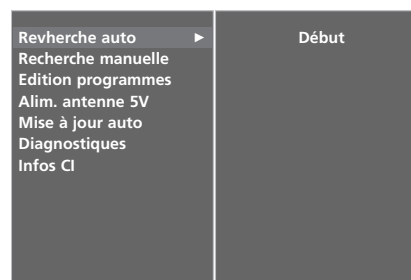 Revherche auto ►
Début
Recherche manuelle
Edition programmes
Alim. antenne 5V
Mise à jour auto
Diagnostiques
Infos CI